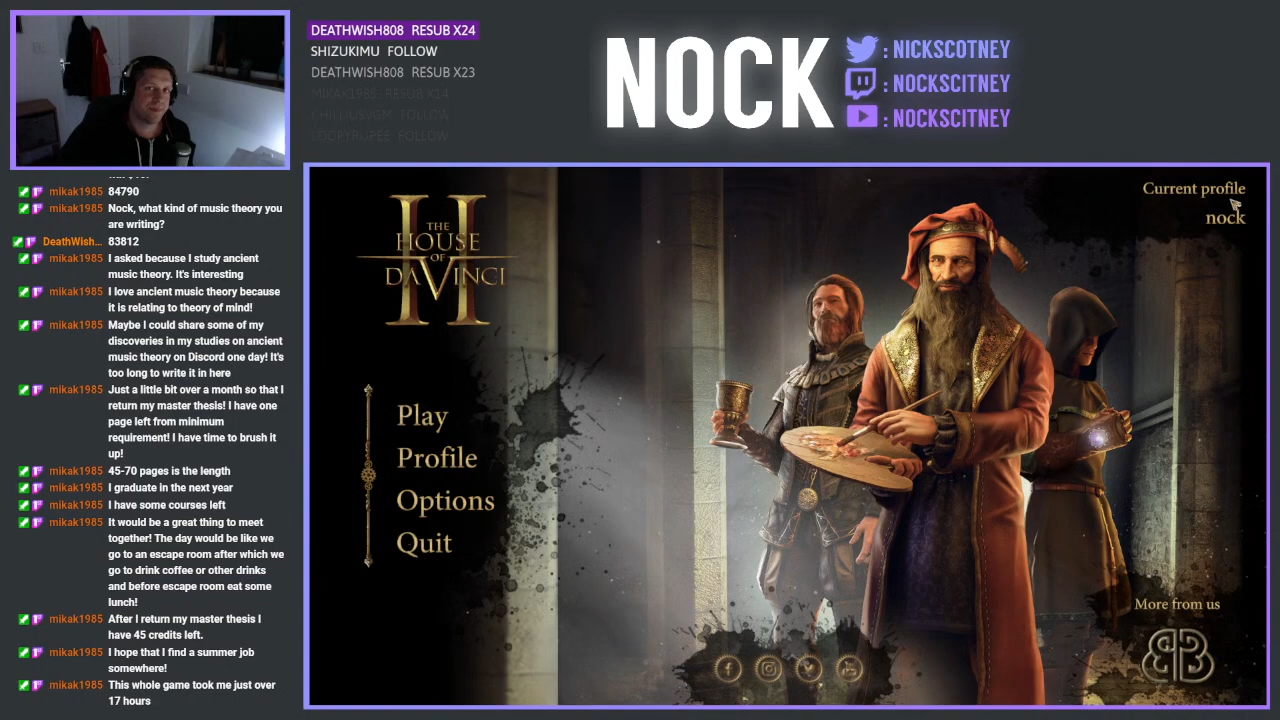 DEATHWISH808 RESUB X24
SHIZUKIMU FOLLOW
DEATHWISH808 RESUB X23
MIKAK1985 RESUB X14
NOCK
: NICKSCOTNEY
: NOCKSCITNEY
: NOCKSCITNEY
mikak1985 84790
mikak1985 Nock, what kind of music theory you
are writing?
DeathWish... 83812
mikak1985 I asked because I study ancient
music theory. It's interesting
mikak1985 I love ancient music theory because
it is relating to theory of mind!
mikak1985 Maybe I could share some of my
discoveries in my studies on ancient
music theory on Discord one day! It's
too long to write it in here
mikak1985 Just a little bit over a month so that I
return my master thesis! I have one
page left from minimum
requirement! I have time to brush it
up!
mikak1985 45-70 pages is the length
mikak1985 I graduate in the next year
mikak1985 I have some courses left
mikak1985 It would be a great thing to meet
together! The day would be like we
go to an escape room after which we
go to drink coffee or other drinks
and before escape room eat some
lunch!
mikak1985 After I return my master thesis I
have 45 credits left.
mikak1985 I hope that I find a summer job
somewhere!
mikak1985 This whole game took me just over
17 hours
II
THE
HOUSE
OF
DA VINCI
Play
Profile
Options
Quit
Current profile
nock
More from us